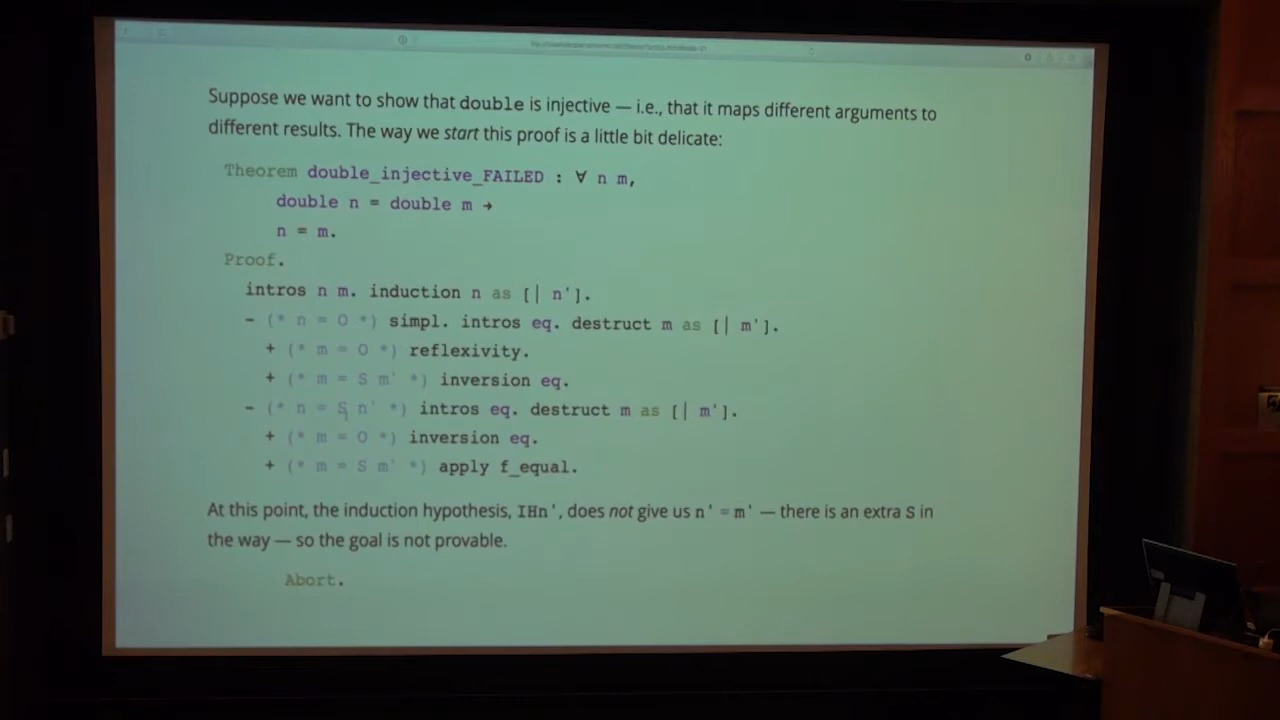 Suppose we want to show that double is injective — i.e., that it maps different arguments to
different results. The way we start this proof is a little bit delicate:
Theorem double_injective_FAILED : ∀ n m,
double n = double m →
n = m.
Proof.
intros n m. induction n as [| n'].
- (* n = O *) simpl. intros eq. destruct m as [| m'].
+ (* m = O *) reflexivity.
+ (* m = S m' *) inversion eq.
- (* n = S n' *) intros eq. destruct m as [| m'].
+ (* m = O *) inversion eq.
+ (* m = S m' *) apply f_equal.
At this point, the induction hypothesis, IHn', does not give us n' = m' — there is an extra S in
the way — so the goal is not provable.
Abort.